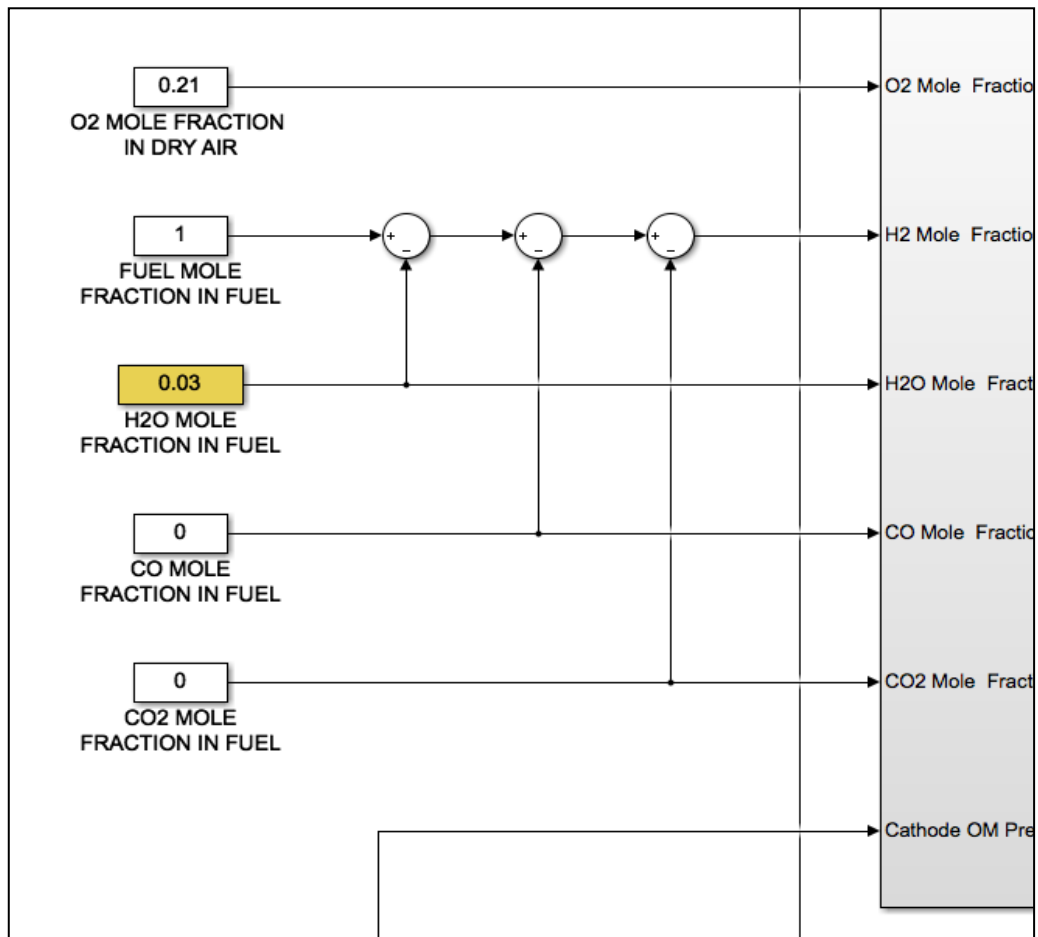 0.21
O2 MOLE FRACTION
IN DRY AIR
O2 Mole Fractio
1
FUEL MOLE
FRACTION IN FUEL
+
−
+
−
+
−
H2 Mole Fractio
0.03
H2O MOLE
FRACTION IN FUEL
H2O Mole Fract
0
CO MOLE
FRACTION IN FUEL
CO Mole Fractio
0
CO2 MOLE
FRACTION IN FUEL
CO2 Mole Fract
Cathode OM Pre